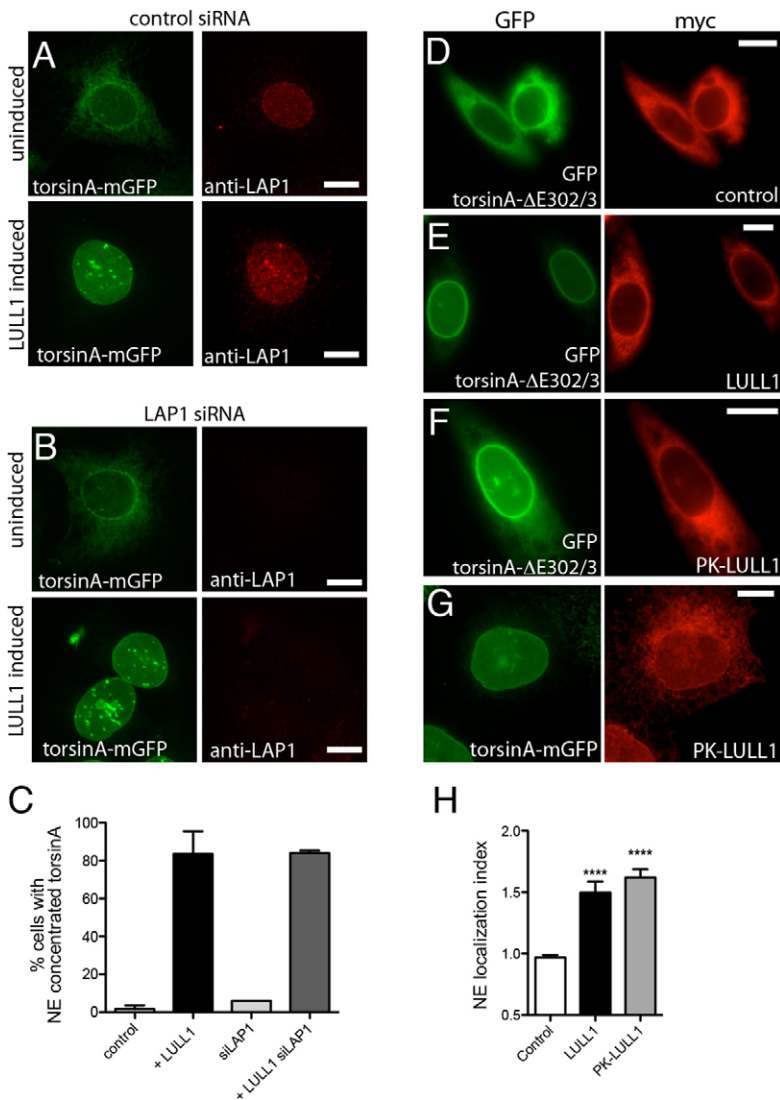 control siRNA
A
uninduced
torsinA-mGFP
anti-LAP1
LULL1 induced
torsinA-mGFP
anti-LAP1
LAP1 siRNA
B
uninduced
torsinA-mGFP
anti-LAP1
LULL1 induced
torsinA-mGFP
anti-LAP1
C
% cells with
NE concentrated torsinA
100
80
60
40
20
0
control
+ LULL1
siLAP1
+ LULL1 siLAP1
GFP
myc
D
GFP
torsinA-ΔE302/3
control
E
GFP
torsinA-ΔE302/3
LULL1
F
GFP
torsinA-ΔE302/3
PK-LULL1
G
torsinA-mGFP
PK-LULL1
H
NE localization index
2.0
1.5
1.0
0.5
****
****
Control
LULL1
PK-LULL1